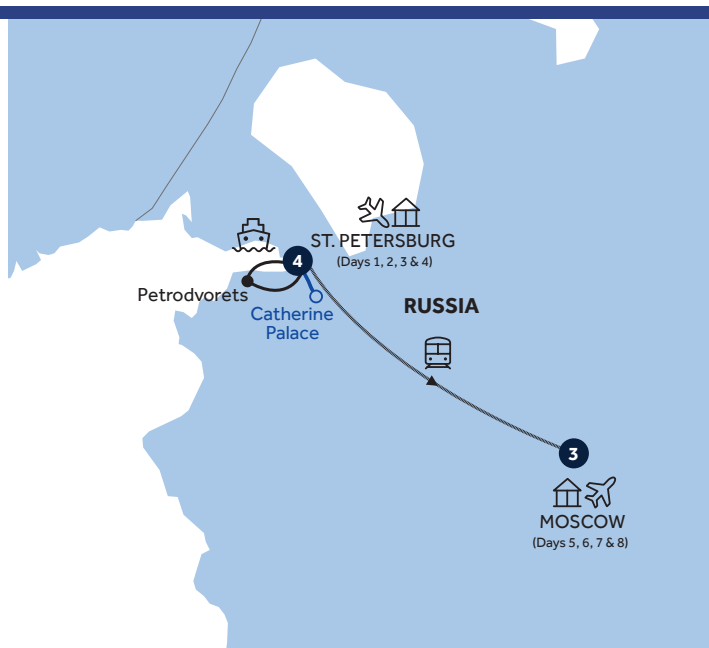 ST. PETERSBURG
(Days 1, 2, 3 & 4)
4
Petrodvorets
Catherine
Palace
RUSSIA
3
MOSCOW
(Days 5, 6, 7 & 8)